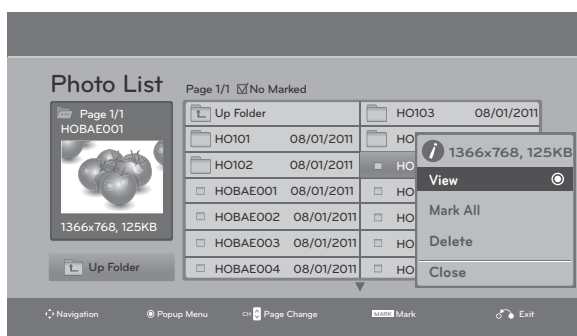 Photo List
Page 1/1 No Marked
Page 1/1
HOBAE001
1366x768, 125KB
Up Folder
Up Folder
HO101 08/01/2011
HO102 08/01/2011
HOBAE001 08/01/2011
HOBAE002 08/01/2011
HOBAE003 08/01/2011
HOBAE004 08/01/2011
HO103 08/01/2011
HO
HO
HO
HO
HO
HO
1366x768, 125KB
View
Mark All
Delete
Close
Navigation
Popup Menu
CH Page Change
MARK Mark
Exit